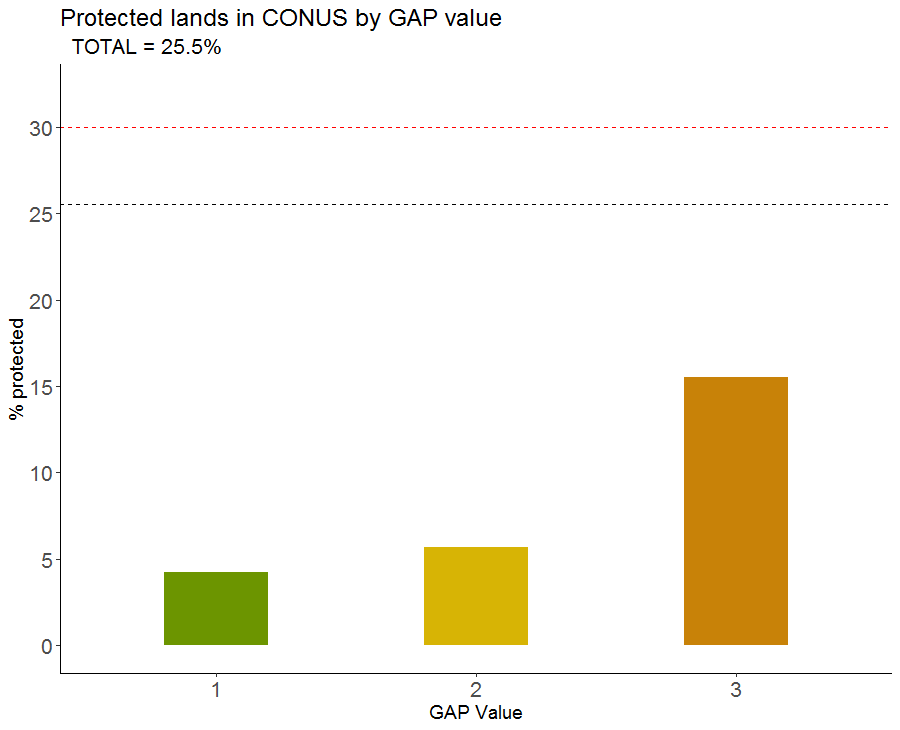 Protected lands in CONUS by GAP value
TOTAL = 25.5%
30
25
20
15
10
5
0
% protected
1 2 3
GAP Value